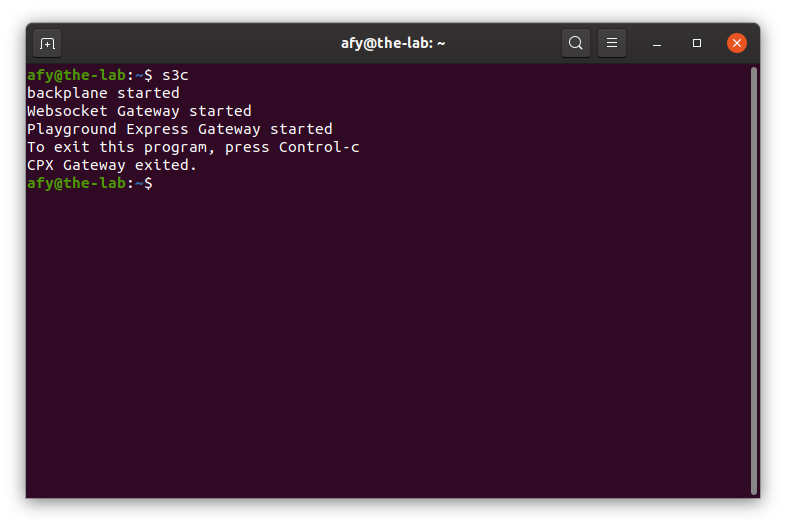 afy@the-lab: ~
afy@the-lab:~$ s3c
backplane started
Websocket Gateway started
Playground Express Gateway started
To exit this program, press Control-c
CPX Gateway exited.
afy@the-lab:~$